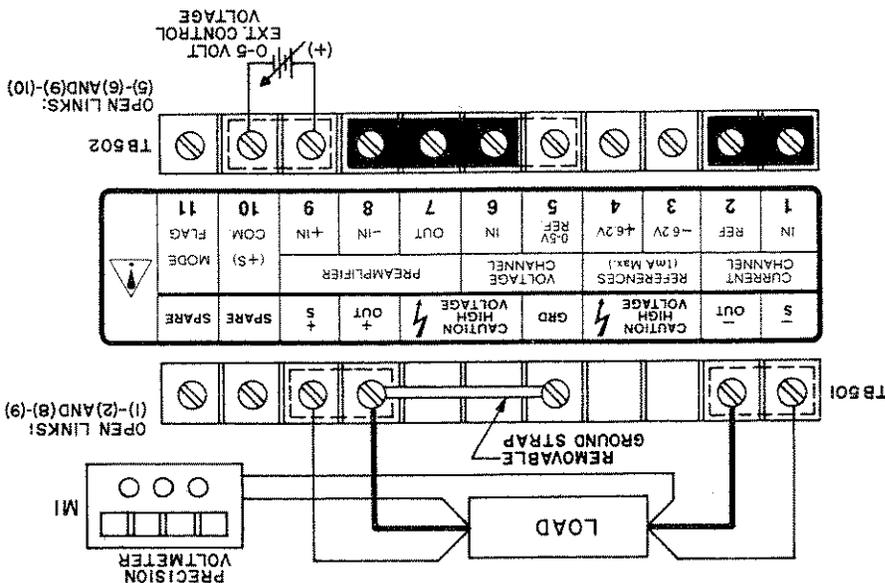 PRECISION
VOLTMETER
M1
LOAD
REMOVABLE
GROUND STRAP
OPEN LINKS:
(1)-(2) AND (8)-(9)
TB501
−
S
−
OUT
CAUTION
HIGH
VOLTAGE
GRD
CAUTION
HIGH
VOLTAGE
+
OUT
+
S
SPARE
SPARE
CURRENT
CHANNEL
REFERENCES
(1mA Max.)
VOLTAGE
CHANNEL
PREAMPLIFIER
(+S)
MODE
IN
REF
−6.2V
+6.2V
0-5V
REF.
IN
OUT
−IN
+IN
COM.
FLAG
1
2
3
4
5
6
7
8
9
10
11
TB502
OPEN LINKS:
(5)-(6) AND (9)-(10)
(+)
0-5 VOLT
EXT. CONTROL
VOLTAGE